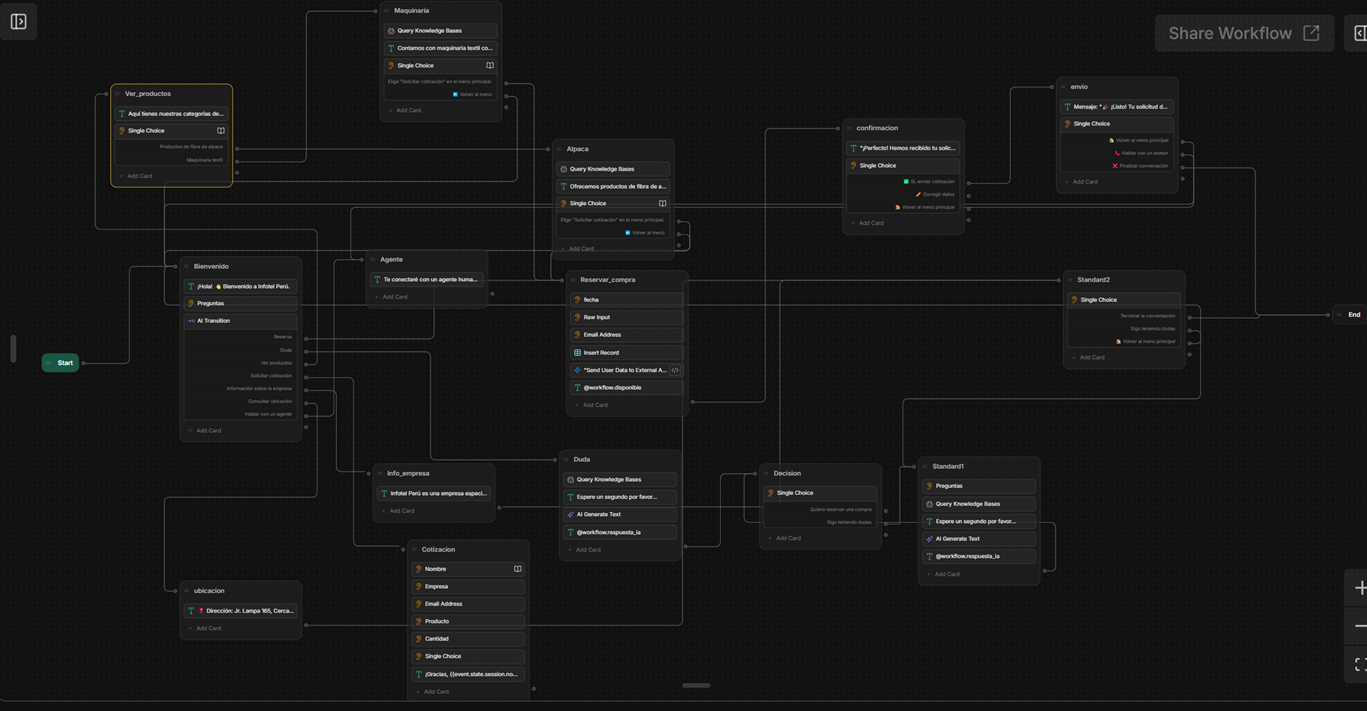 Share Workflow
Maquinaria
Query Knowledge Bases
Contamos con maquinaria textil co...
Single Choice
Elige "Solicitar cotización" en el menú principal.
Volver al menú
Add Card
Ver_productos
Aquí tienes nuestras categorías de...
Single Choice
Productos de fibra de alpaca
Maquinaria textil
Add Card
envio
Mensaje: "🎉 ¡Listo! Tu solicitud d...
Single Choice
Volver al menú principal
Hablar con un asesor
❌ Finalizar conversación
Add Card
confirmacion
"¡Perfecto! Hemos recibido tu solic...
Single Choice
✅ Sí, enviar cotización
Corregir datos
Volver al menú principal
Add Card
Alpaca
Query Knowledge Bases
Ofrecemos productos de fibra de a...
Single Choice
Elige "Solicitar cotización" en el menú principal.
Volver al menú
Add Card
Agente
Te conectaré con un agente huma...
Add Card
Bienvenido
¡Hola! 👋 Bienvenido a Infotel Perú.
Preguntas
AI Transition
Reserva
Duda
Ver productos
Solicitar cotización
Información sobre la empresa
Consultar ubicación
Hablar con un agente
Add Card
Start
Reservar_compra
fecha
Raw Input
Email Address
Insert Record
"Send User Data to External A...
@workflow.disponible
Add Card
Standard2
Single Choice
Terminar la conversacion
Sigo teniendo dudas
Volver al menú principal
Add Card
End
Info_empresa
Infotel Perú es una empresa especi...
Add Card
Duda
Query Knowledge Bases
Espere un segundo por favor...
AI Generate Text
@workflow.respuesta_ia
Add Card
Decision
Single Choice
Quiero reservar una compra
Sigo teniendo dudas
Add Card
Standard1
Preguntas
Query Knowledge Bases
Espere un segundo por favor...
AI Generate Text
@workflow.respuesta_ia
Add Card
Cotizacion
Nombre
Empresa
Email Address
Producto
Cantidad
Single Choice
¡Gracias, {{event.state.session.no...
Add Card
ubicacion
📍 Dirección: Jr. Lampa 165, Cerca...
Add Card